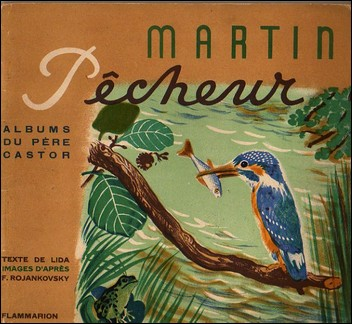 MARTIN
Pêcheur
ALBUMS
DU PÈRE
CASTOR
TEXTE DE LIDA
IMAGES D'APRÈS
F. ROJANKOVSKY
FLAMMARION